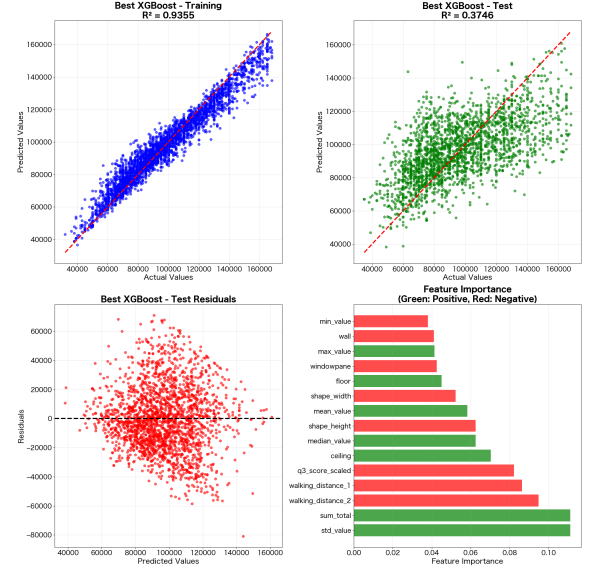 Best XGBoost - Training
R² = 0.9355
160000
140000
120000
100000
80000
60000
40000
Predicted Values
40000 60000 80000 100000 120000 140000 160000
Actual Values
Best XGBoost - Test
R² = 0.3746
160000
140000
120000
100000
80000
60000
40000
Predicted Values
40000 60000 80000 100000 120000 140000 160000
Actual Values
Best XGBoost - Test Residuals
60000
40000
20000
0
−20000
−40000
−60000
−80000
Residuals
40000 60000 80000 100000 120000 140000 160000
Predicted Values
Feature Importance
(Green: Positive, Red: Negative)
min_value
wall
max_value
windowpane
floor
shape_width
mean_value
shape_height
median_value
ceiling
q3_score_scaled
walking_distance_1
walking_distance_2
sum_total
std_value
0.00 0.02 0.04 0.06 0.08 0.10
Feature Importance